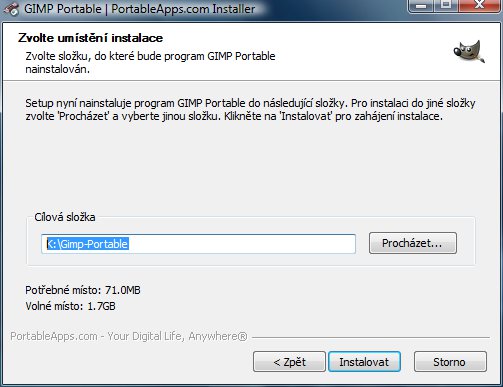 GIMP Portable | PortableApps.com Installer
Zvolte umístění instalace
Zvolte složku, do které bude program GIMP Portable
nainstalován.
Setup nyní nainstaluje program GIMP Portable do následující složky. Pro instalaci do jiné složky
zvolte 'Procházet' a vyberte jinou složku. Klikněte na 'Instalovat' pro zahájení instalace.
Cílová složka
K:\Gimp-Portable
Procházet...
Potřebné místo: 71.0MB
Volné místo: 1.7GB
PortableApps.com - Your Digital Life, Anywhere®
< Zpět
Instalovat
Storno